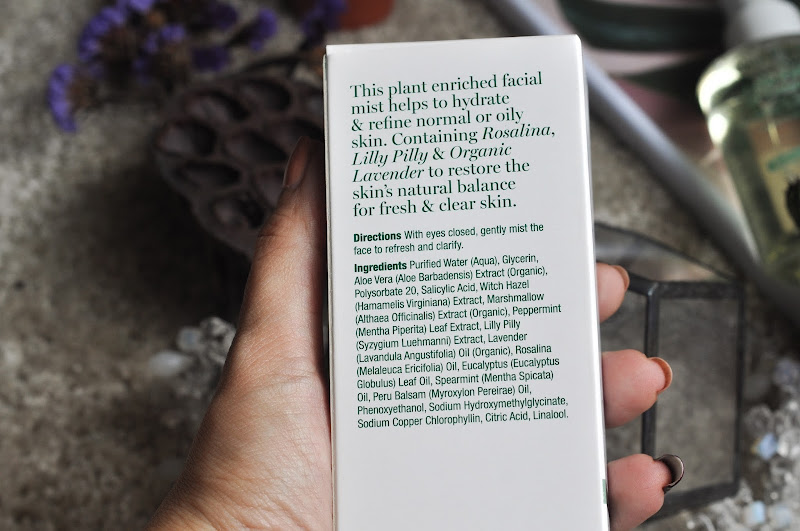 This plant enriched facial
mist helps to hydrate
& refine normal or oily
skin. Containing Rosalina,
Lilly Pilly & Organic
Lavender to restore the
skin's natural balance
for fresh & clear skin.
Directions With eyes closed, gently mist the
face to refresh and clarify.
Ingredients Purified Water (Aqua), Glycerin,
Aloe Vera (Aloe Barbadensis) Extract (Organic),
Polysorbate 20, Salicylic Acid, Witch Hazel
(Hamamelis Virginiana) Extract, Marshmallow
(Althaea Officinalis) Extract (Organic), Peppermint
(Mentha Piperita) Leaf Extract, Lilly Pilly
(Syzygium Luehmanni) Extract, Lavender
(Lavandula Angustifolia) Oil (Organic), Rosalina
(Melaleuca Ericifolia) Oil, Eucalyptus (Eucalyptus
Globulus) Leaf Oil, Spearmint (Mentha Spicata)
Oil, Peru Balsam (Myroxylon Pereirae) Oil,
Phenoxyethanol, Sodium Hydroxymethylglycinate,
Sodium Copper Chlorophyllin, Citric Acid, Linalool.